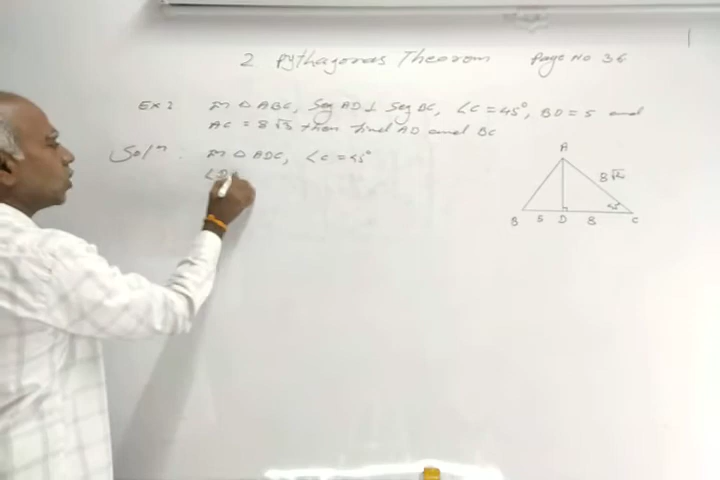 2 Pythagoras Theorem Page No 36
Ex 2 In △ ABC, Seg AD ⊥ Seg BC, ∠C = 45°, BD = 5 and
AC = 8√2 then find AD and BC
Solⁿ : In △ ADC, ∠C = 45°
∠D
A
8√2
45
B 5 D 8 C